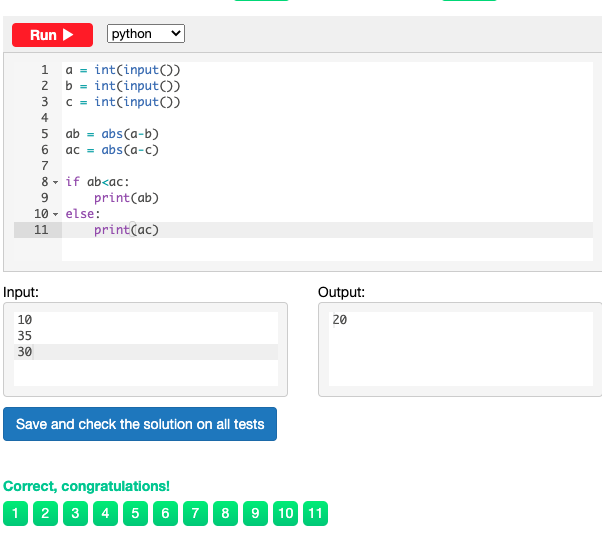 Run
python
1 a = int(input())
2 b = int(input())
3 c = int(input())
4
5 ab = abs(a-b)
6 ac = abs(a-c)
7
8 if ab<ac:
9     print(ab)
10 else:
11     print(ac)
Input:
Output:
10
35
30
20
Save and check the solution on all tests
Correct, congratulations!
1 2 3 4 5 6 7 8 9 10 11